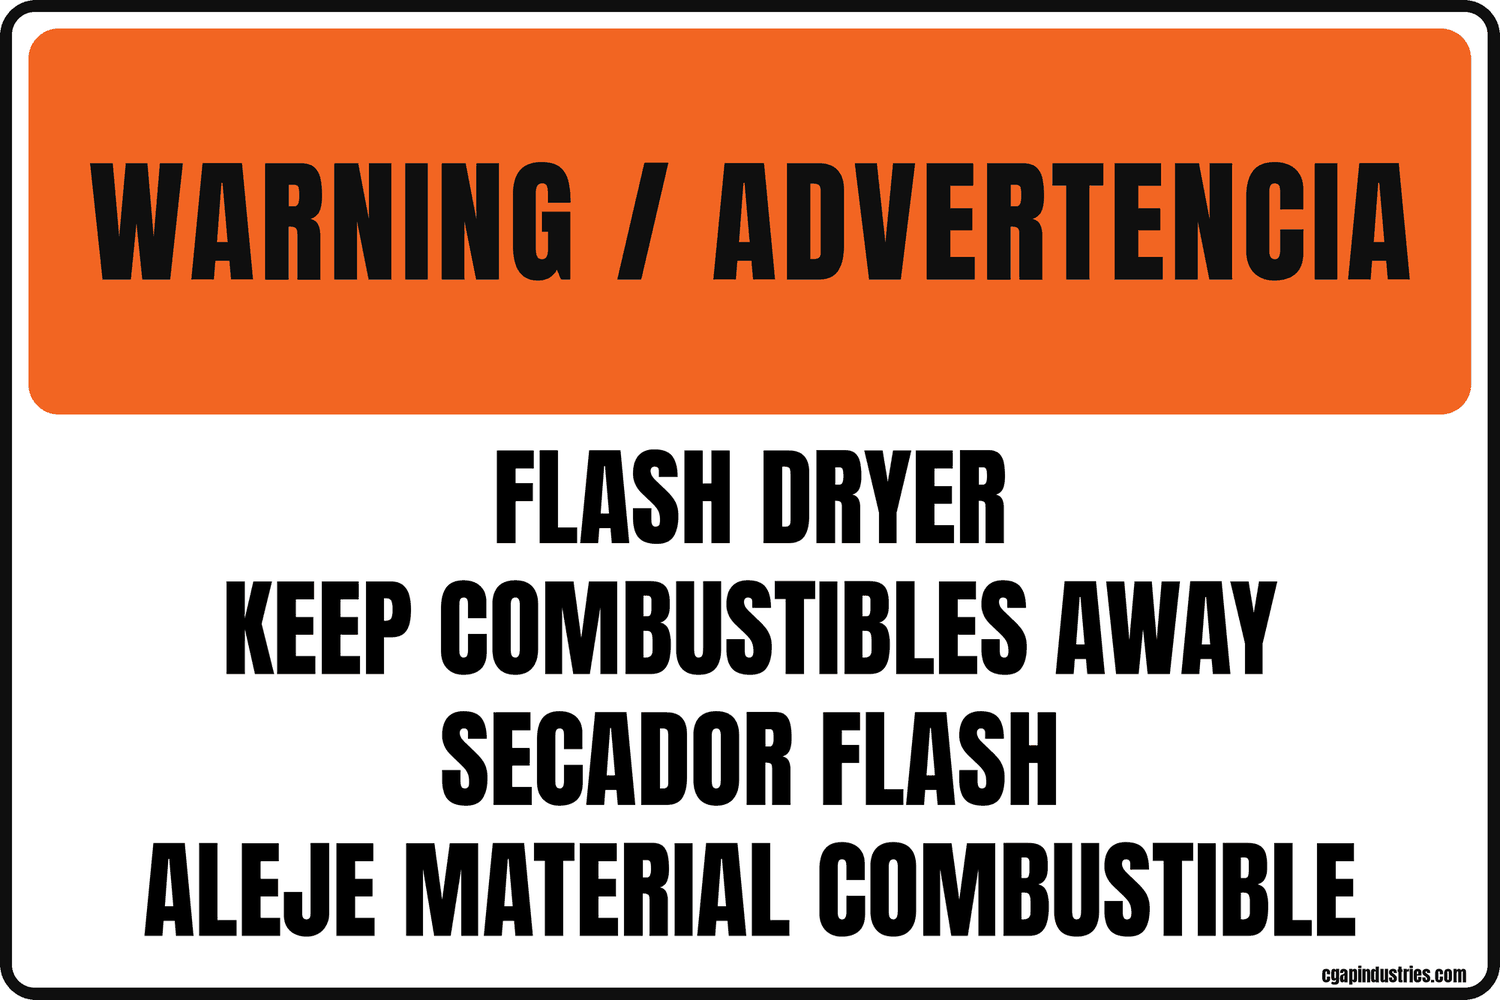 WARNING / ADVERTENCIA
FLASH DRYER
KEEP COMBUSTIBLES AWAY
SECADOR FLASH
ALEJE MATERIAL COMBUSTIBLE
cgapindustries.com